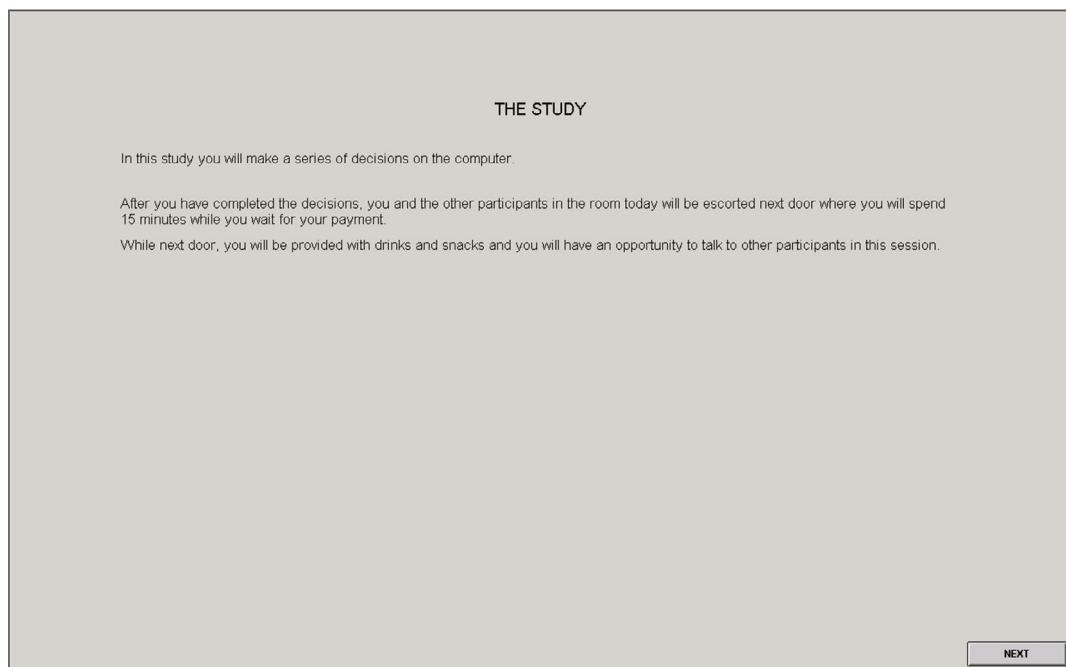 THE STUDY
In this study you will make a series of decisions on the computer.
After you have completed the decisions, you and the other participants in the room today will be escorted next door where you will spend
15 minutes while you wait for your payment.
While next door, you will be provided with drinks and snacks and you will have an opportunity to talk to other participants in this session.
NEXT